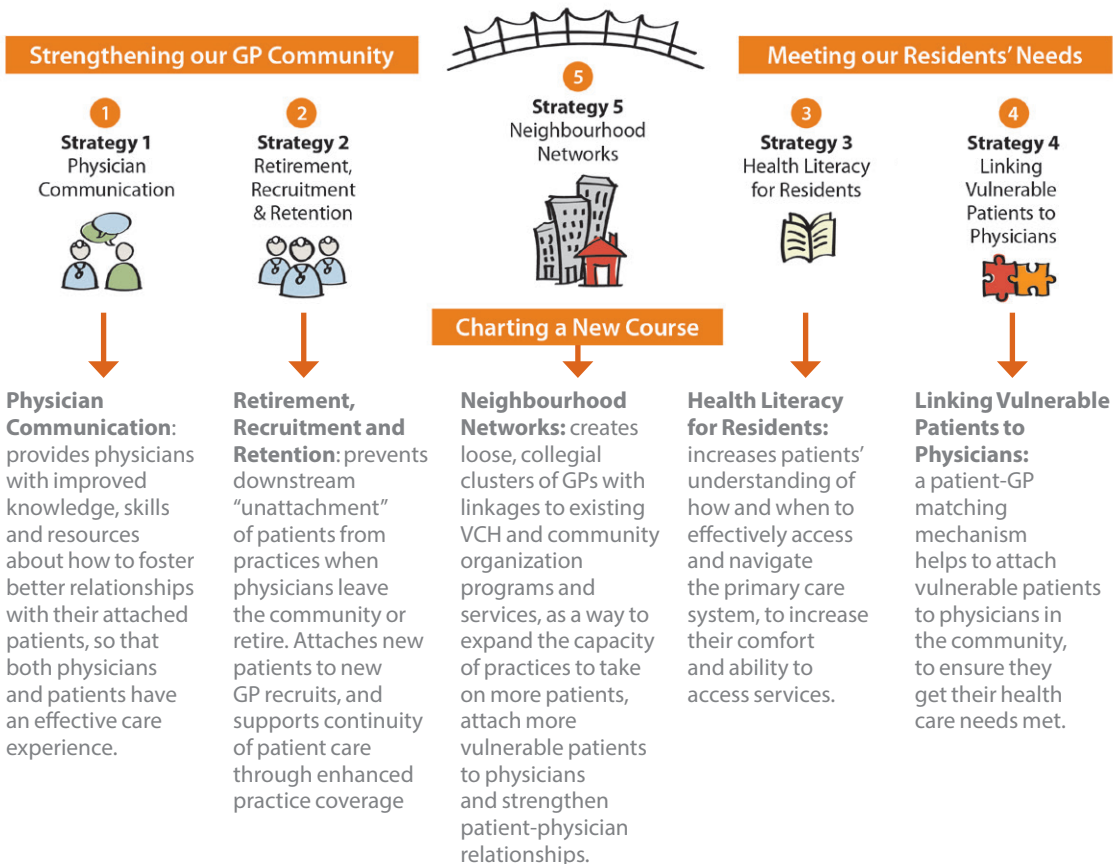 Strengthening our GP Community
Meeting our Residents' Needs
1
Strategy 1
Physician
Communication
2
Strategy 2
Retirement,
Recruitment
& Retention
5
Strategy 5
Neighbourhood
Networks
3
Strategy 3
Health Literacy
for Residents
4
Strategy 4
Linking
Vulnerable
Patients to
Physicians
Charting a New Course
Physician
Communication:
provides physicians
with improved
knowledge, skills
and resources
about how to foster
better relationships
with their attached
patients, so that
both physicians
and patients have
an effective care
experience.
Retirement,
Recruitment and
Retention: prevents
downstream
“unattachment”
of patients from
practices when
physicians leave
the community or
retire. Attaches new
patients to new
GP recruits, and
supports continuity
of patient care
through enhanced
practice coverage
Neighbourhood
Networks: creates
loose, collegial
clusters of GPs with
linkages to existing
VCH and community
organization
programs and
services, as a way to
expand the capacity
of practices to take
on more patients,
attach more
vulnerable patients
to physicians
and strengthen
patient-physician
relationships.
Health Literacy
for Residents:
increases patients’
understanding of
how and when to
effectively access
and navigate
the primary care
system, to increase
their comfort
and ability to
access services.
Linking Vulnerable
Patients to
Physicians:
a patient-GP
matching
mechanism
helps to attach
vulnerable patients
to physicians in
the community,
to ensure they
get their health
care needs met.